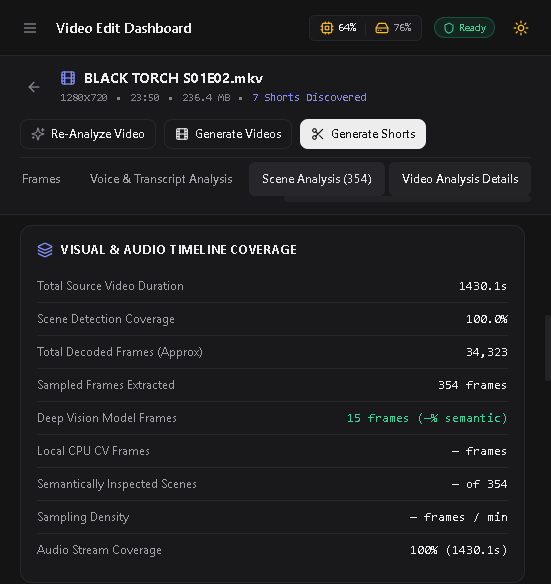 Video Edit Dashboard 64% 76% Ready
BLACK TORCH S01E02.mkv
1280x720 • 23:50 • 236.4 MB • 7 Shorts Discovered
Re-Analyze Video Generate Videos Generate Shorts
Frames Voice & Transcript Analysis Scene Analysis (354) Video Analysis Details
VISUAL & AUDIO TIMELINE COVERAGE
Total Source Video Duration 1430.1s
Scene Detection Coverage 100.0%
Total Decoded Frames (Approx) 34,323
Sampled Frames Extracted 354 frames
Deep Vision Model Frames 15 frames (—% semantic)
Local CPU CV Frames — frames
Semantically Inspected Scenes — of 354
Sampling Density — frames / min
Audio Stream Coverage 100% (1430.1s)